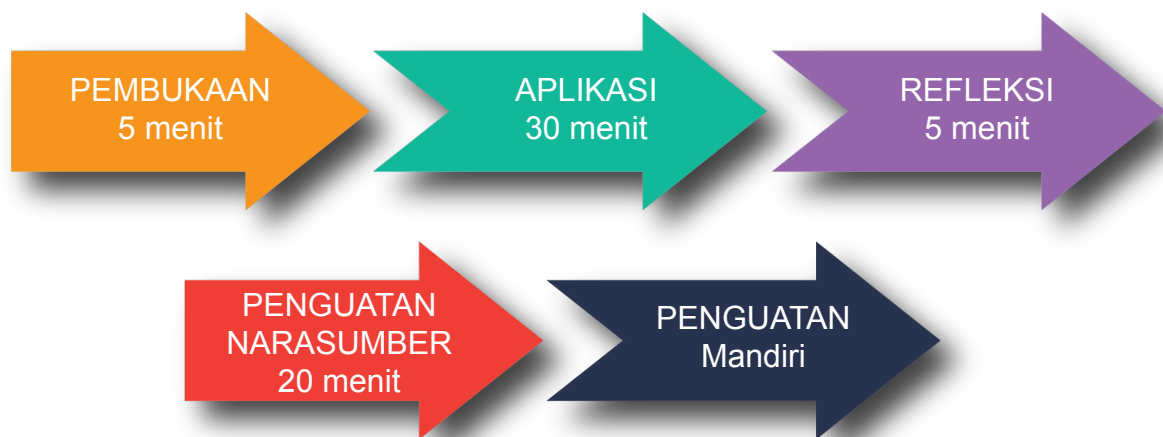 PEMBUKAAN
5 menit
APLIKASI
30 menit
REFLEKSI
5 menit
PENGUATAN
NARASUMBER
20 menit
PENGUATAN
Mandiri